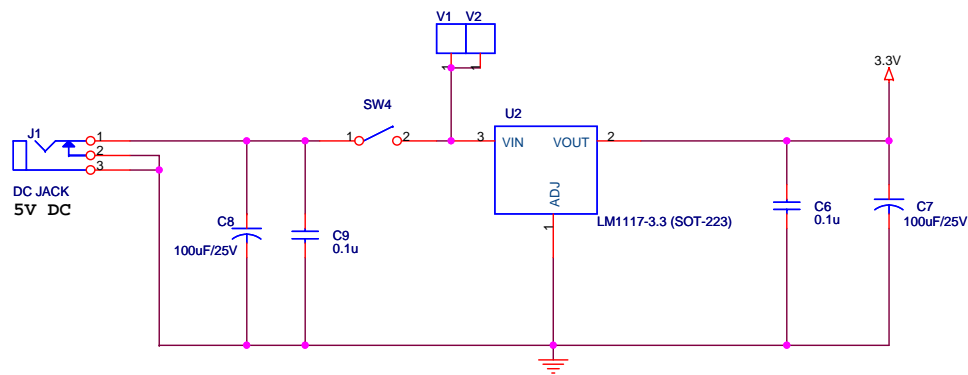 V1 V2
1 1
3.3V
SW4
J1
1
2
3
1 2
U2
3 VIN VOUT 2
ADJ
1
DC JACK
5V DC
C8
100uF/25V
C9
0.1u
LM1117-3.3 (SOT-223)
C6
0.1u
C7
100uF/25V